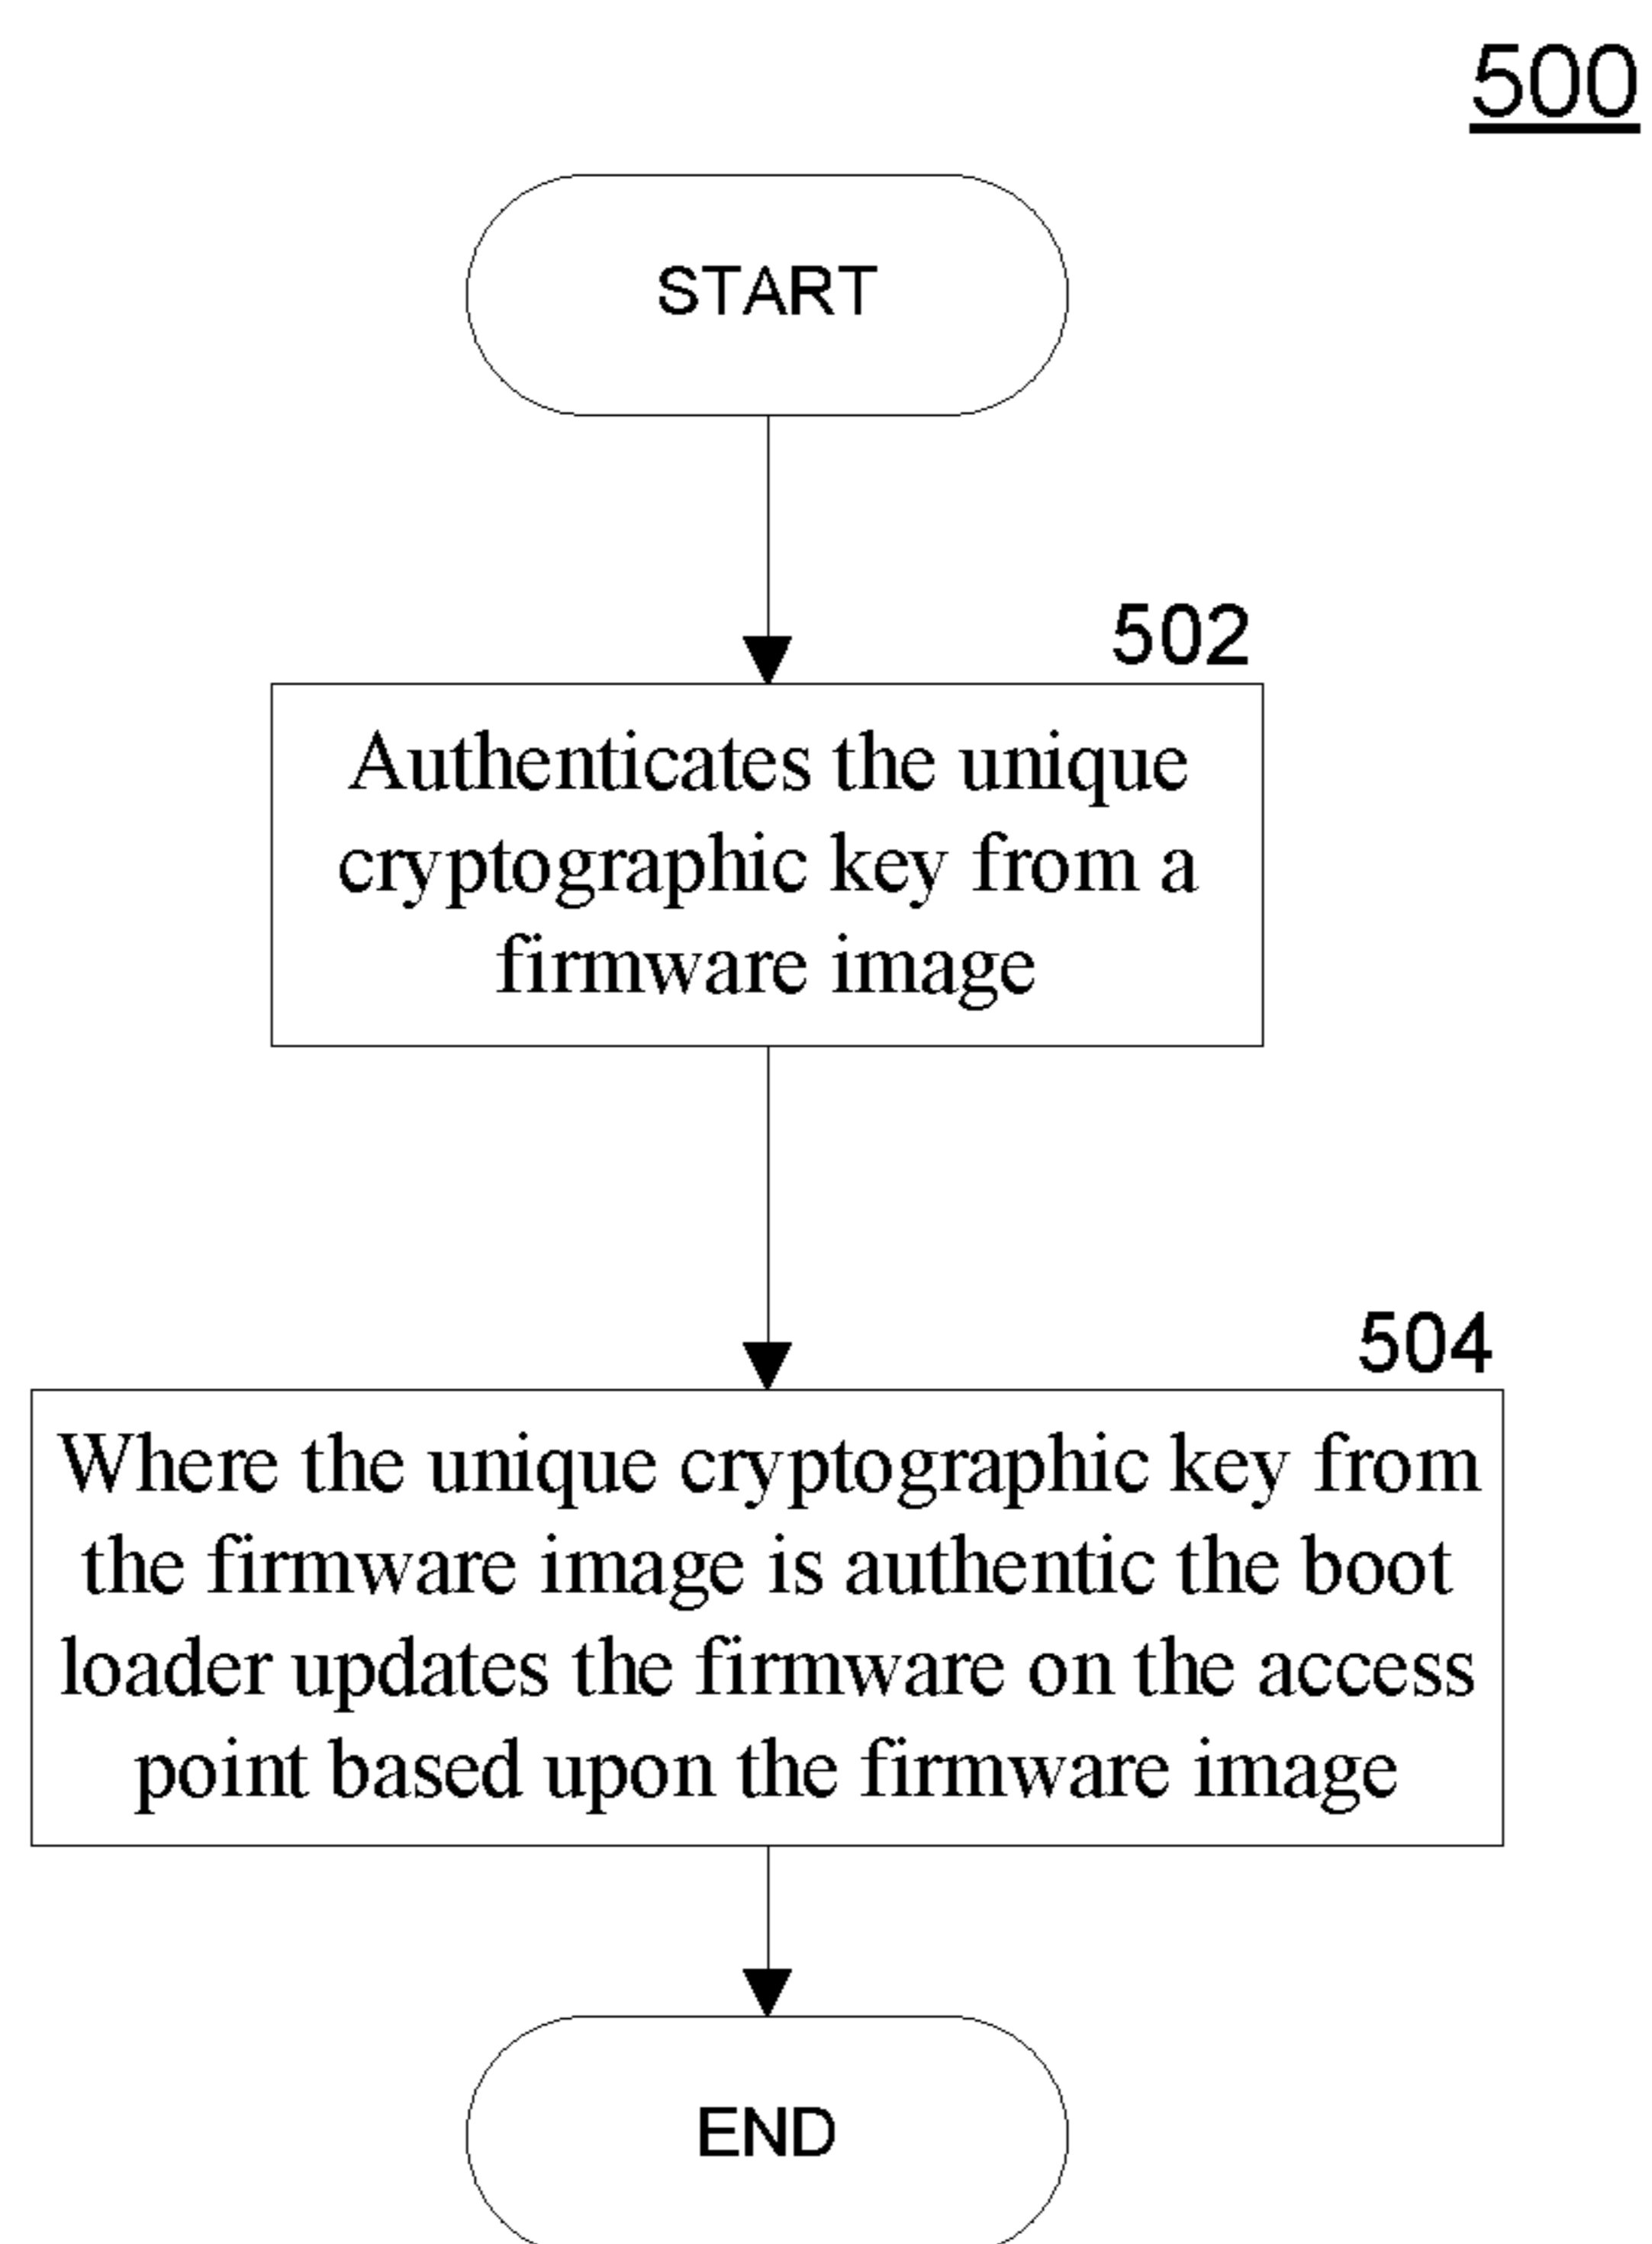 500
START
502
Authenticates the unique
cryptographic key from a
firmware image
504
Where the unique cryptographic key from
the firmware image is authentic the boot
loader updates the firmware on the access
point based upon the firmware image
END